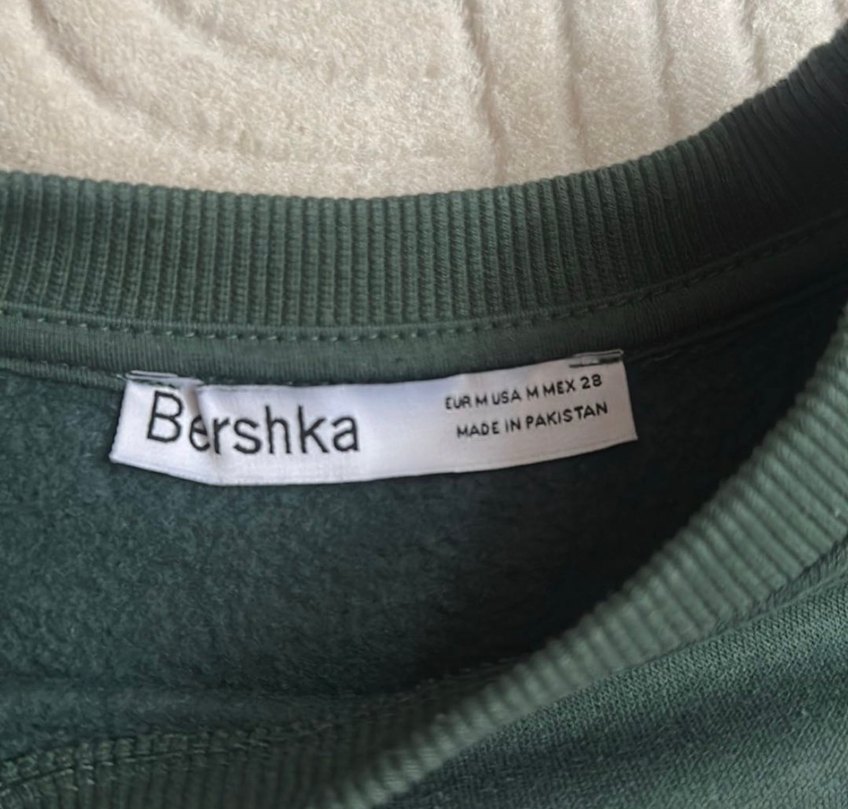 Bershka
EUR M USA M MEX 28
MADE IN PAKISTAN